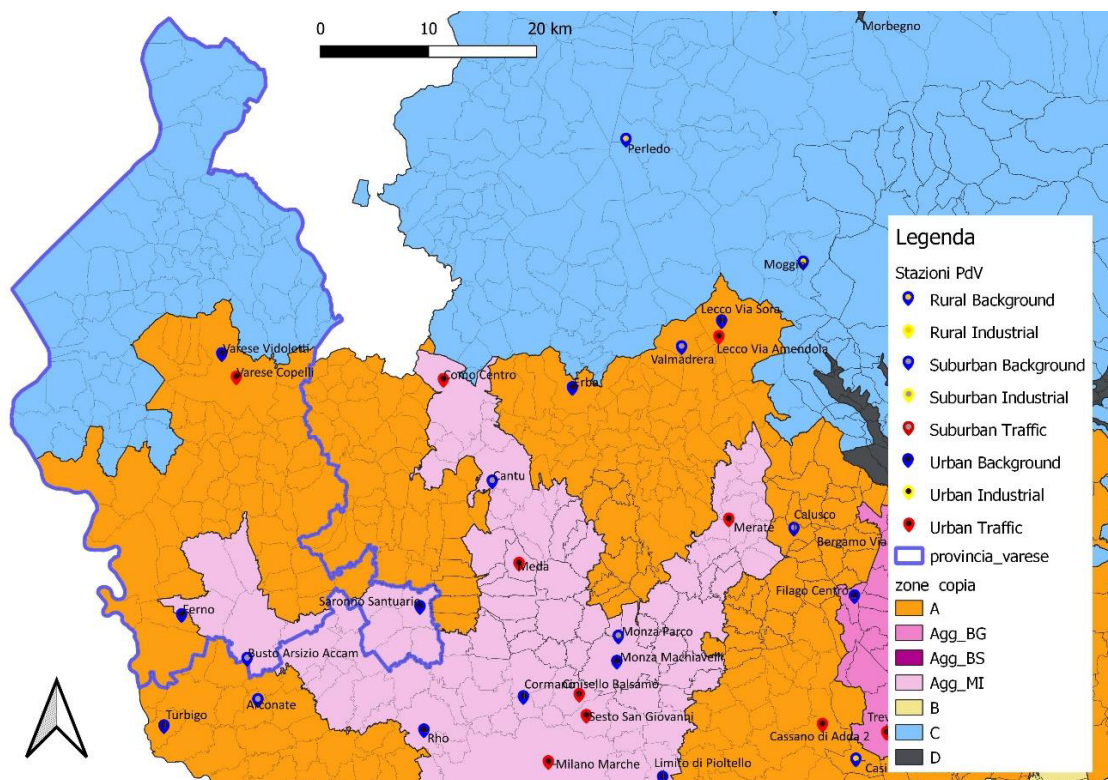 0 10 20 km
Morbegno
Perledo
Moggi
Lecco Via Sora
Varese Vidoletti
Lecco Via Amendola
Valmadrera
Varese Copelli
Como Centro
Erba
Cantu
Merate
Calusco
Bergamo Via
Meda
Filago Centro
Saronno Santuario
Ferno
Monza Parco
Busto Arsizio Accam
Monza Machiavelli
Cormano
Cinisello Balsamo
Arconate
Turbigo
Sesto San Giovanni
Rho
Cassano di Adda 2
Trev
Milano Marche
Limito di Pioltello
Casi
Legenda
Stazioni PdV
Rural Background
Rural Industrial
Suburban Background
Suburban Industrial
Suburban Traffic
Urban Background
Urban Industrial
Urban Traffic
provincia_varese
zone copia
A
Agg_BG
Agg_BS
Agg_MI
B
C
D